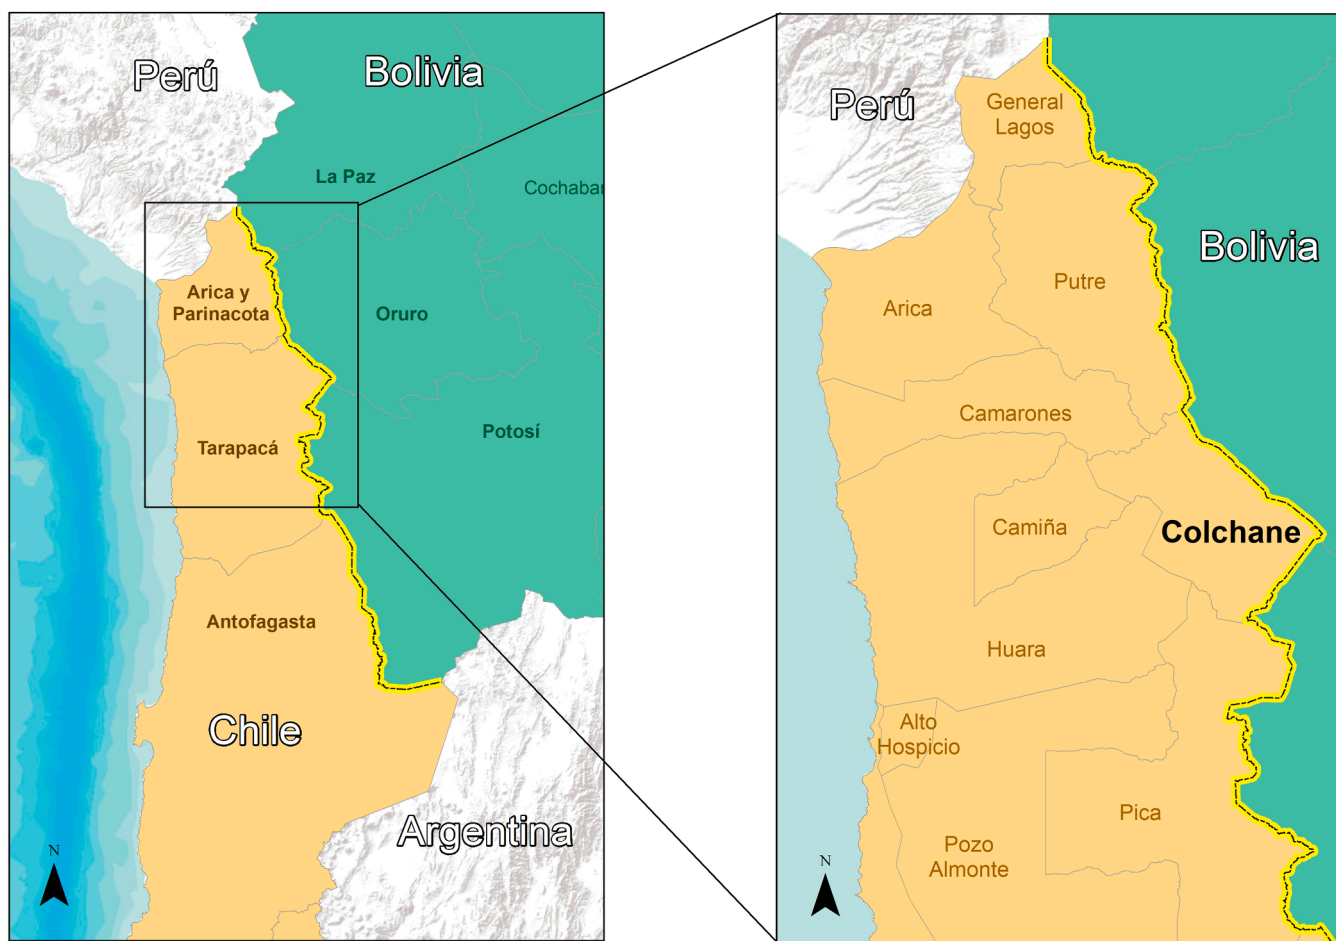 Perú
Bolivia
La Paz
Cochabar
Arica y
Parinacota
Oruro
Tarapacá
Potosí
Antofagasta
Chile
Argentina
N
Perú
General
Lagos
Bolivia
Putre
Arica
Camarones
Camiña
Colchane
Huara
Alto
Hospicio
Pica
Pozo
Almonte
N